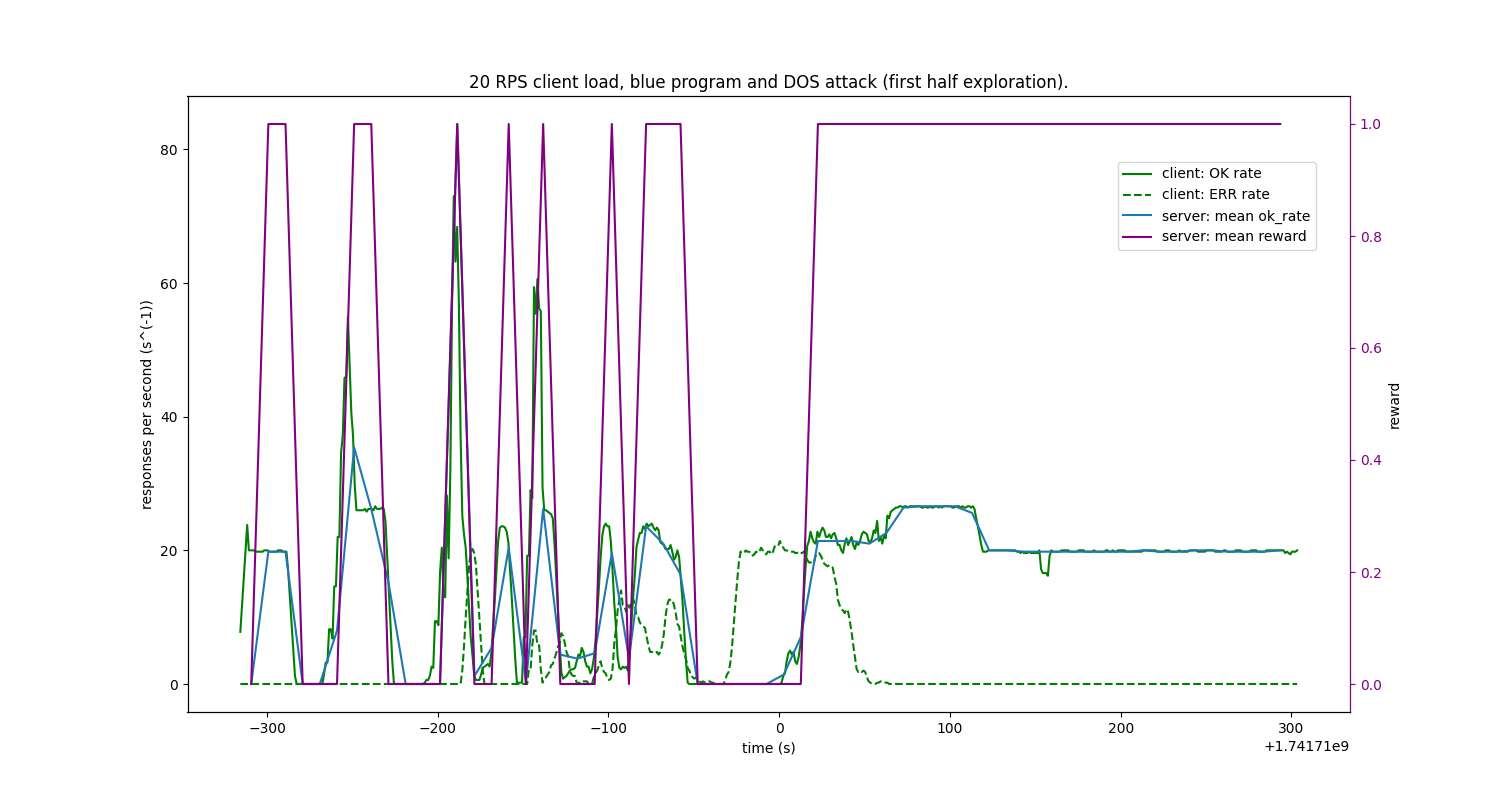 20 RPS client load, blue program and DOS attack (first half exploration).
responses per second (s^(-1))
80
60
40
20
0
1.0
0.8
0.6
0.4
0.2
0.0
reward
client: OK rate
client: ERR rate
server: mean ok_rate
server: mean reward
−300
−200
−100
0
100
200
300
time (s)
+1.74171e9